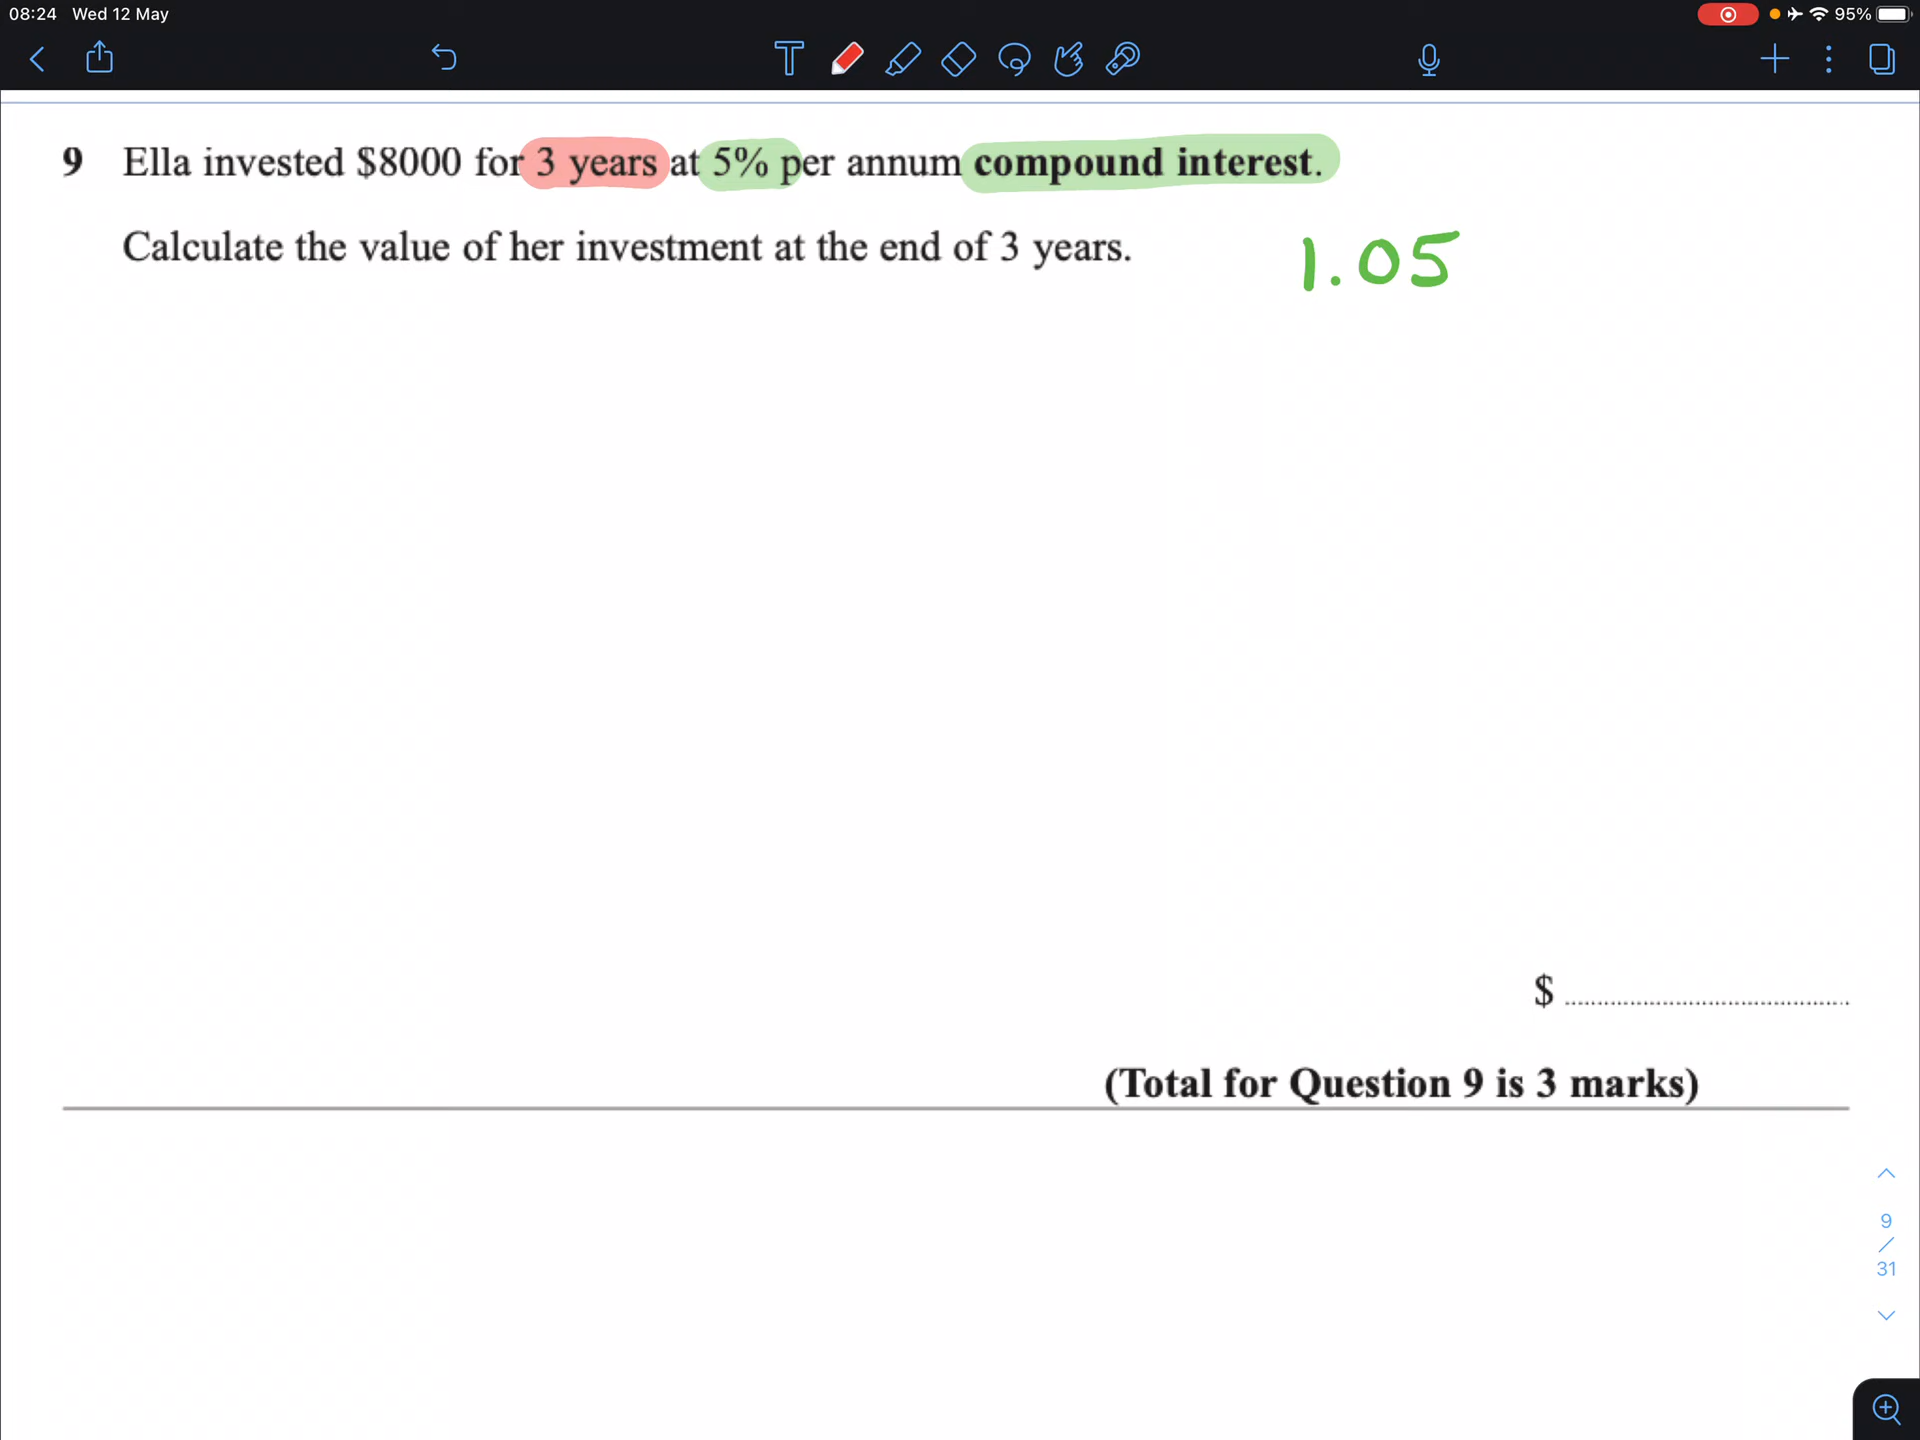 08:24 Wed 12 May 95%
9 Ella invested $8000 for 3 years at 5% per annum compound interest.
Calculate the value of her investment at the end of 3 years.
1.05
$ ........................................
(Total for Question 9 is 3 marks)
9
/
31